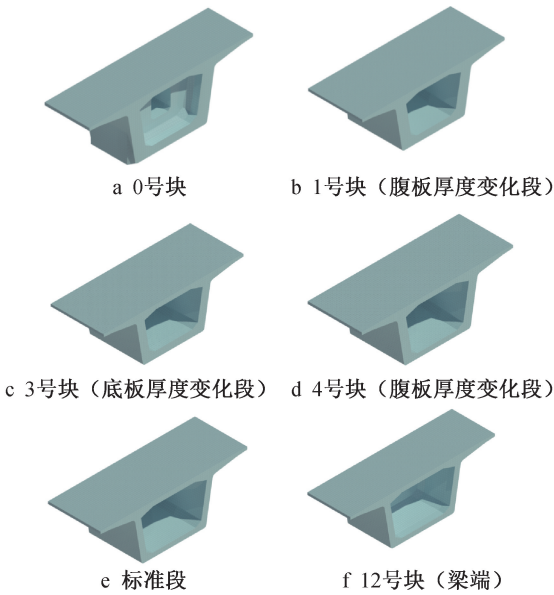 a 0号块
b 1号块（腹板厚度变化段）
c 3号块（底板厚度变化段）
d 4号块（腹板厚度变化段）
e 标准段
f 12号块（梁端）